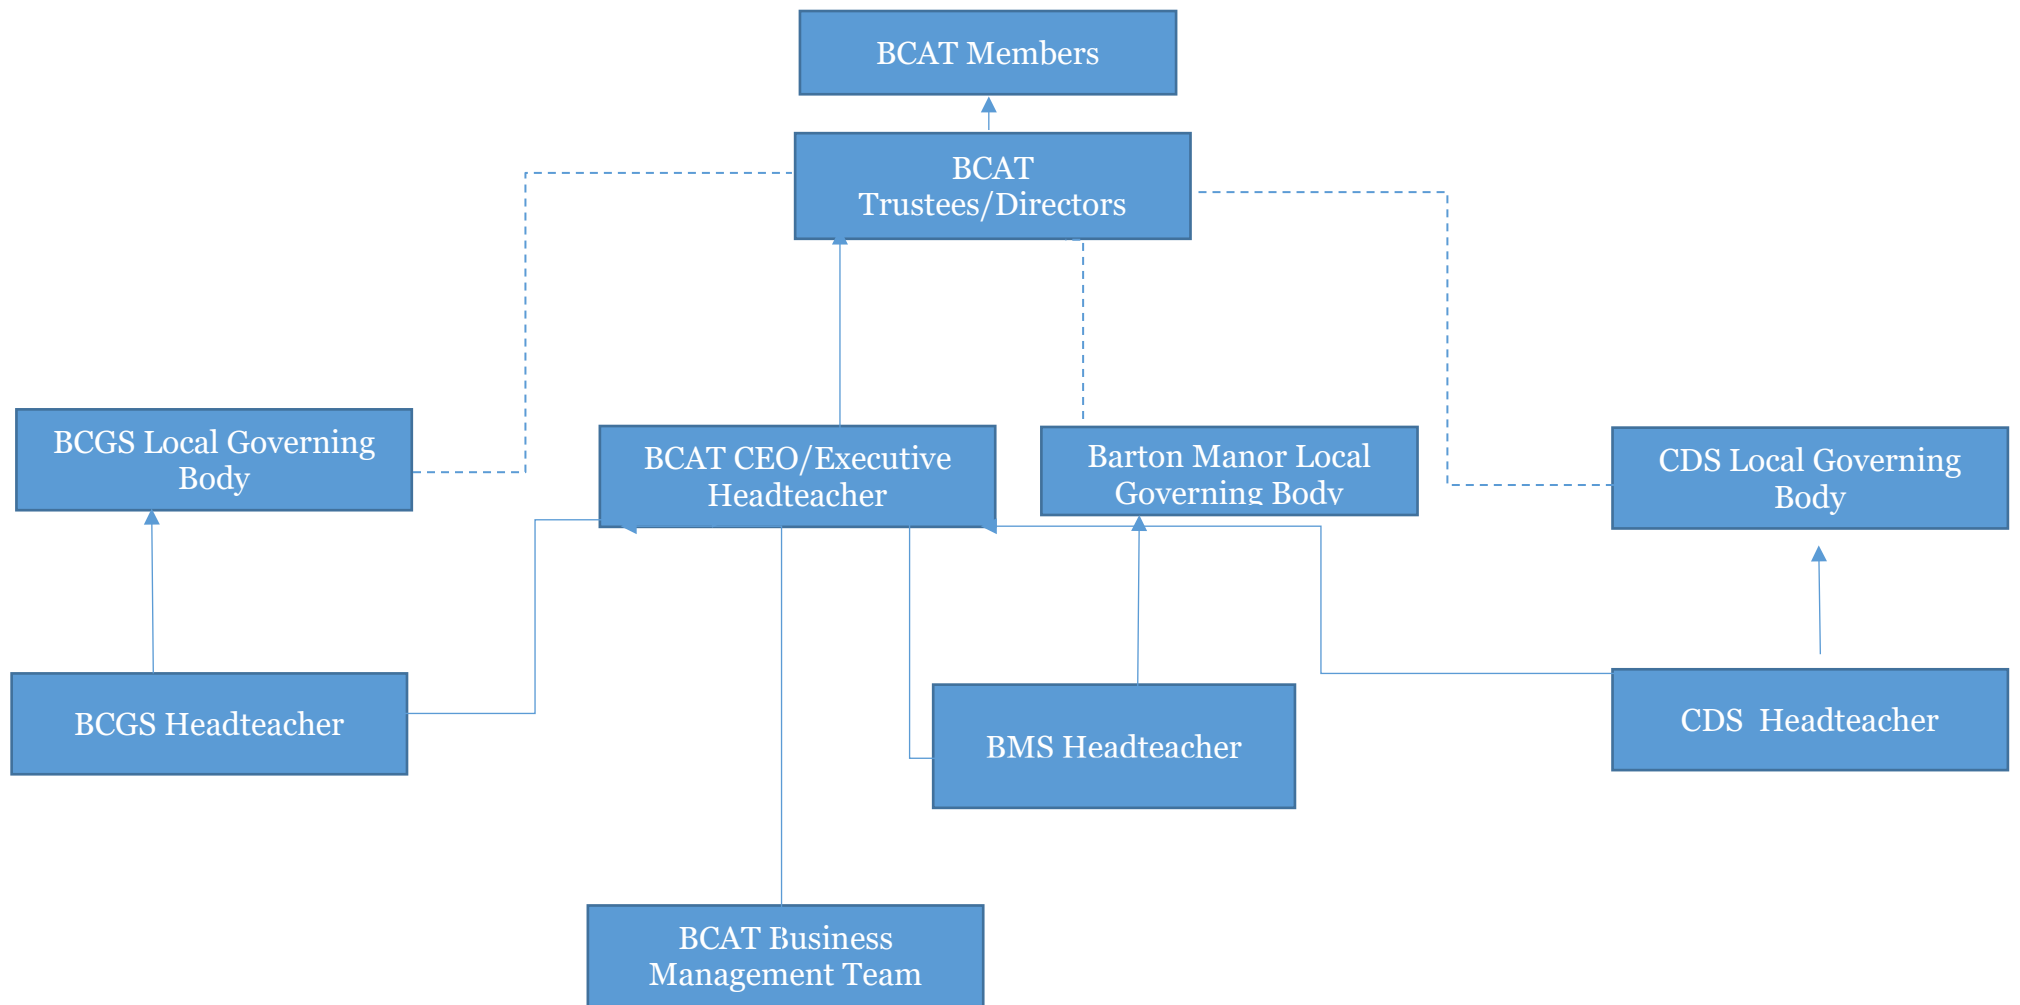 BCAT Members
BCAT
Trustees/Directors
BCGS Local Governing
Body
BCAT CEO/Executive
Headteacher
Barton Manor Local
Governing Body
CDS Local Governing
Body
BCGS Headteacher
BMS Headteacher
CDS  Headteacher
BCAT Business
Management Team